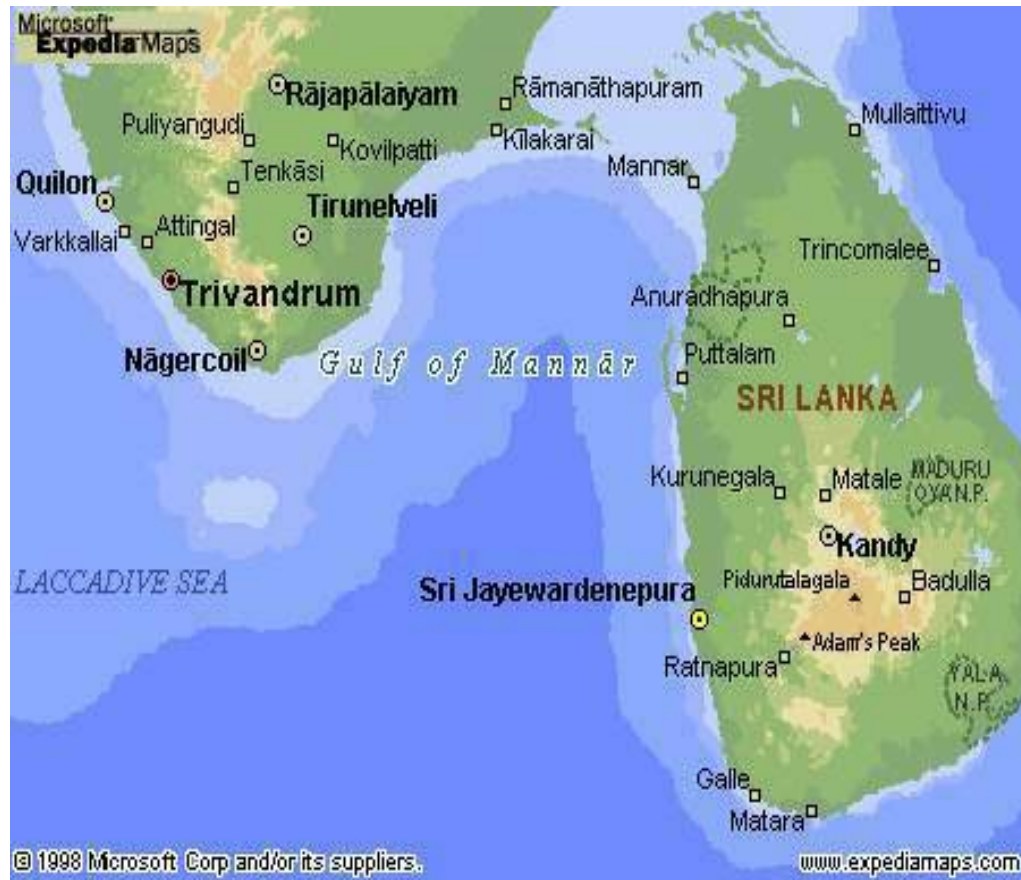 Microsoft
Expedia Maps
Rājapālaiyam
Rāmanāthapuram
Puliyangudi
Kovilpatti
Kīlakarai
Mullaittivu
Mannar
Tenkāsi
Quilon
Tirunelveli
Varkkallai
Attingal
Trincomalee
Trivandrum
Anuradhapura
Nāgercoil
Gulf of Mannār
Puttalam
SRI LANKA
Kurunegala
Matale
MADURU
OYA N.P.
Kandy
LACCADIVE SEA
Sri Jayewardenepura
Pidurutalagala
Badulla
Adam's Peak
Ratnapura
YALA
N.P.
Galle
Matara
© 1998 Microsoft Corp and/or its suppliers.
www.expediamaps.com